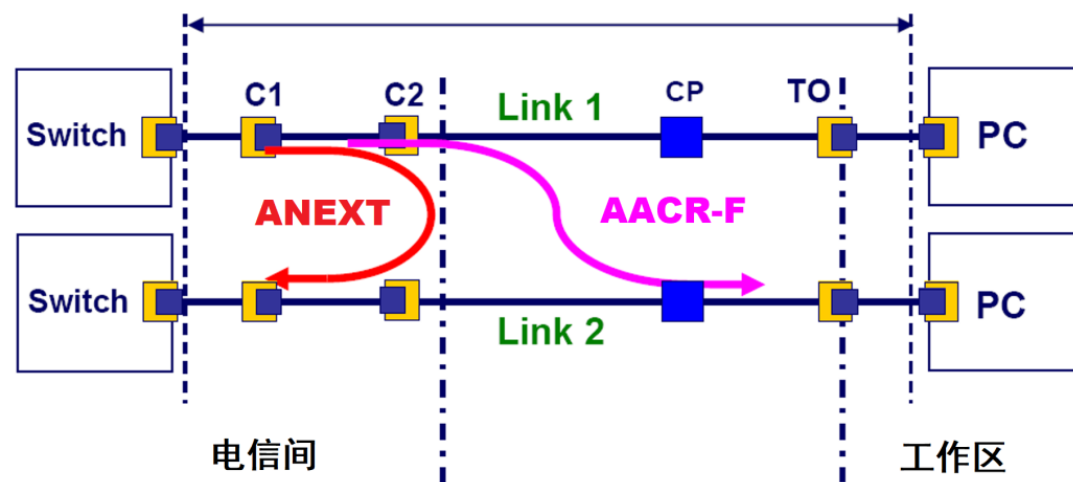 C1 C2 Link 1 CP TO
Switch PC
ANEXT AACR-F
Switch PC
Link 2
电信间 工作区